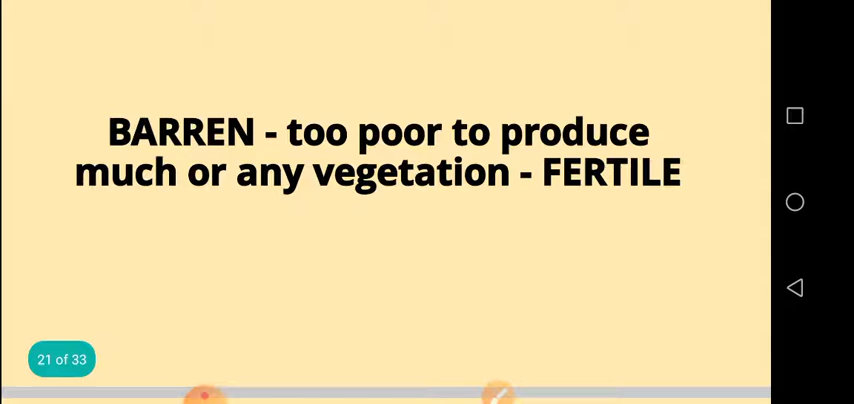 BARREN - too poor to produce
much or any vegetation - FERTILE
21 of 33